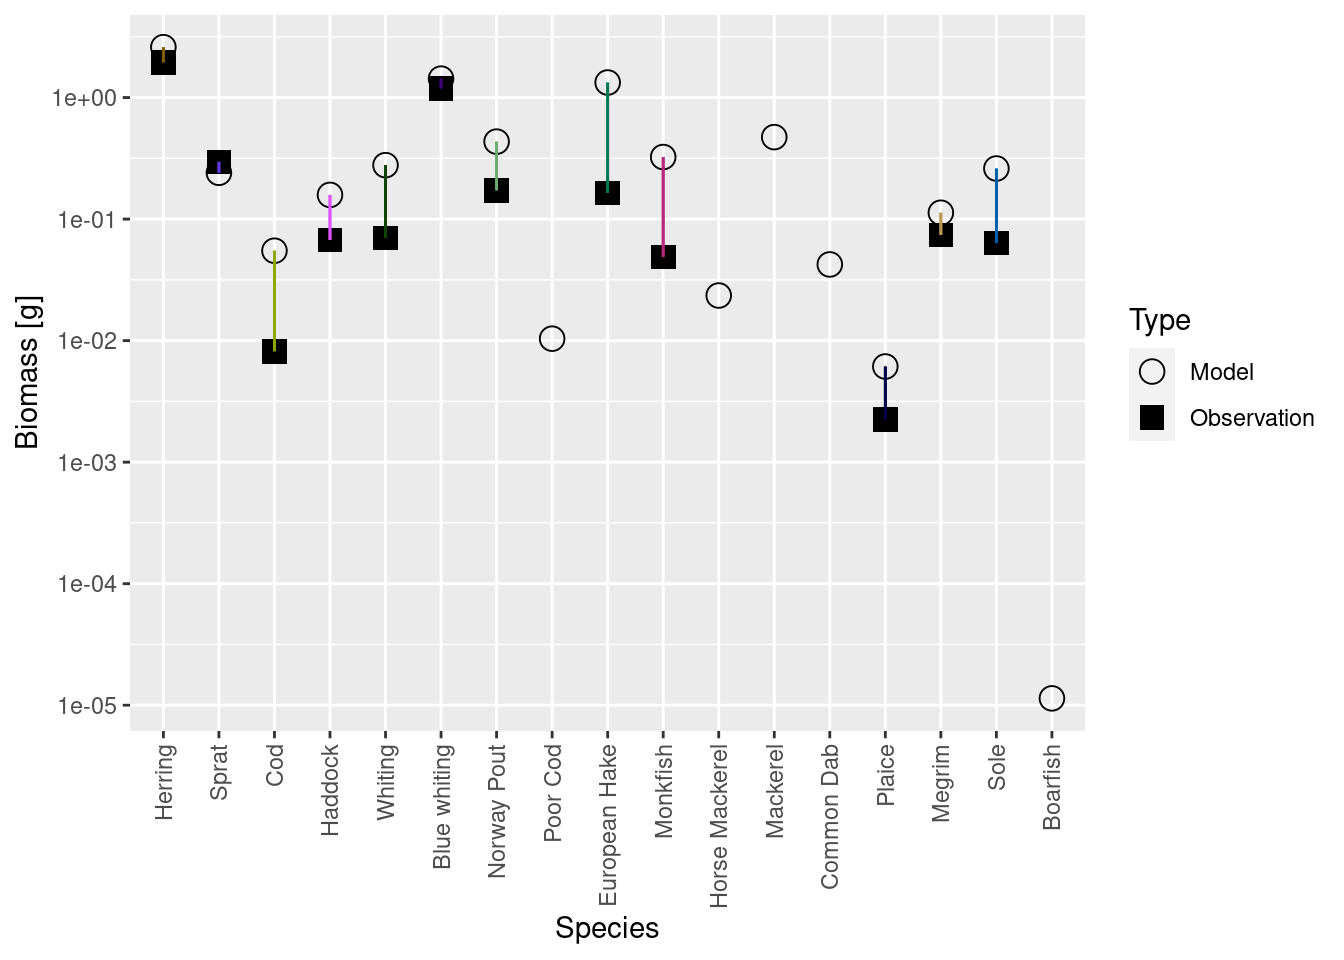 Biomass [g]
1e+00
1e-01
1e-02
1e-03
1e-04
1e-05
Herring
Sprat
Cod
Haddock
Whiting
Blue whiting
Norway Pout
Poor Cod
European Hake
Monkfish
Horse Mackerel
Mackerel
Common Dab
Plaice
Megrim
Sole
Boarfish
Species
Type
Model
Observation